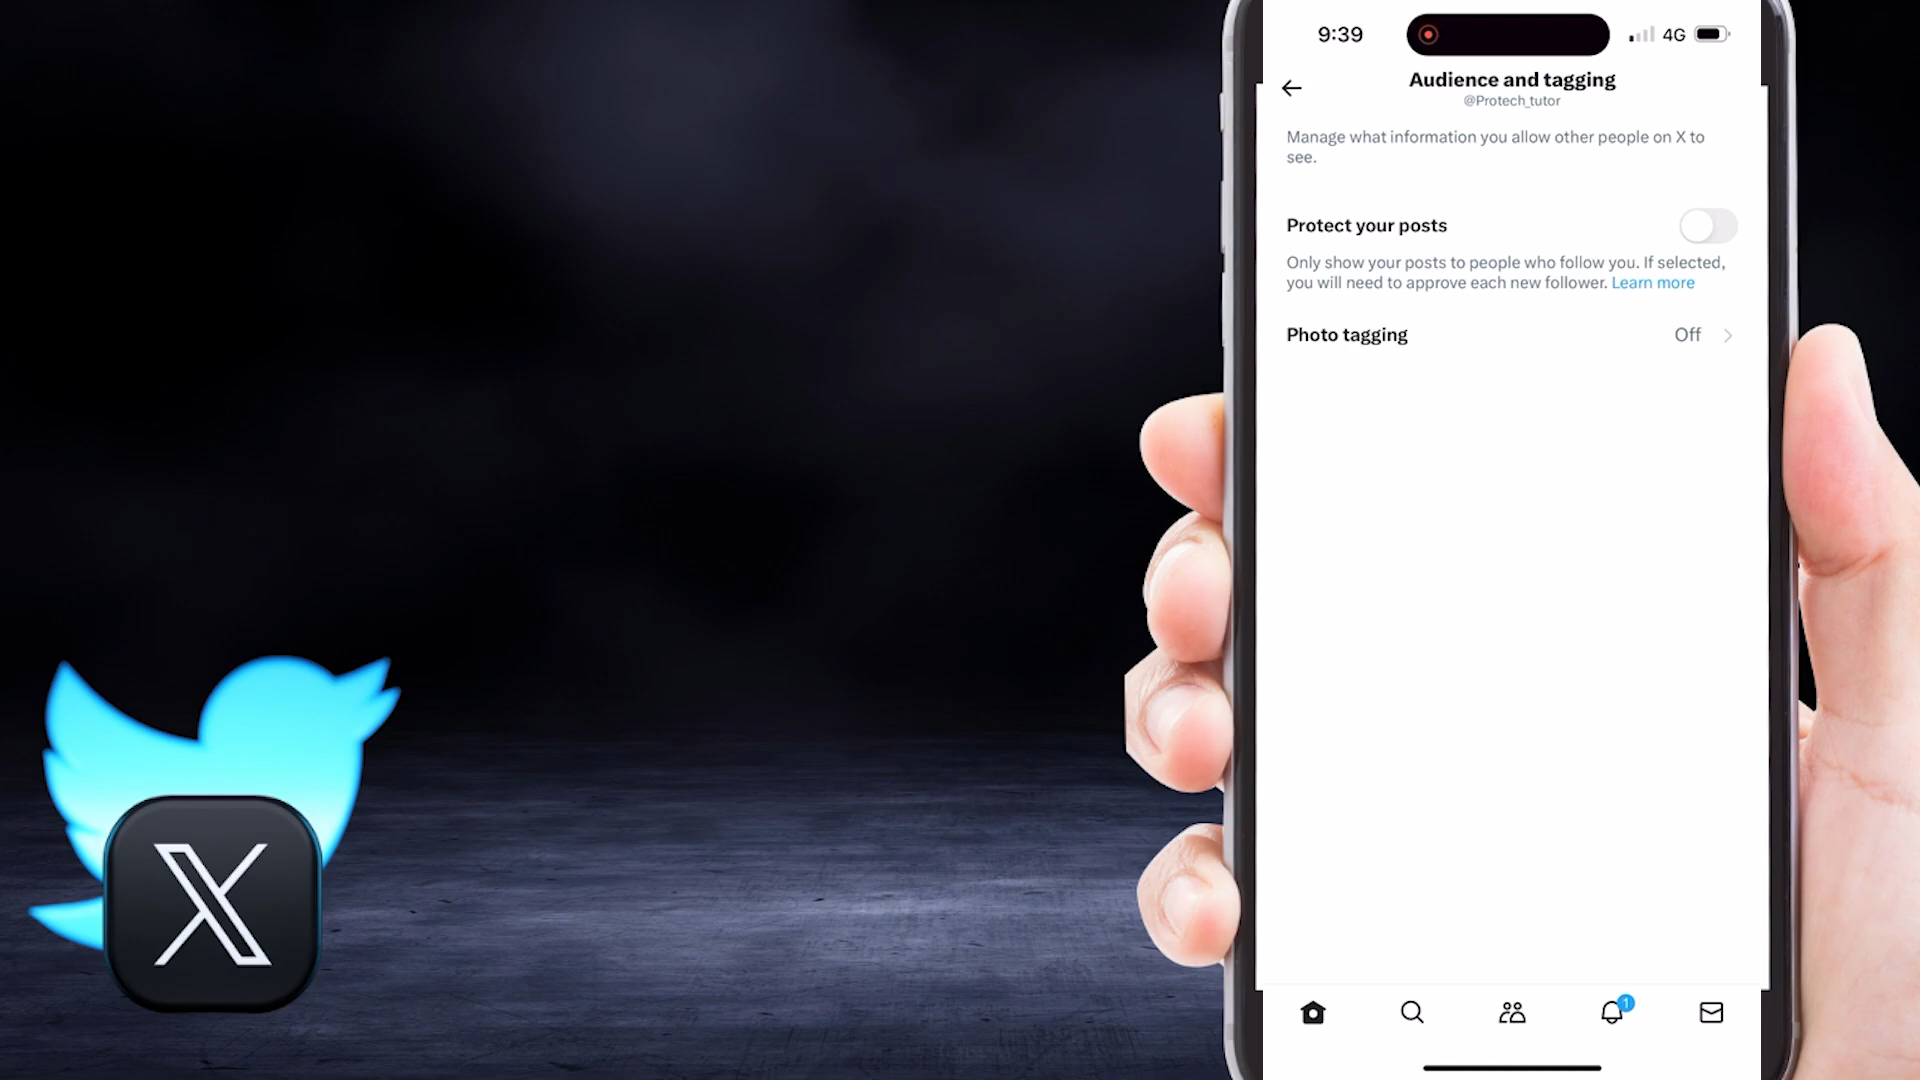 9:39
4G
Audience and tagging
@Protech_tutor
Manage what information you allow other people on X to
see.
Protect your posts
Only show your posts to people who follow you. If selected,
you will need to approve each new follower. Learn more
Photo tagging
Off
1
X